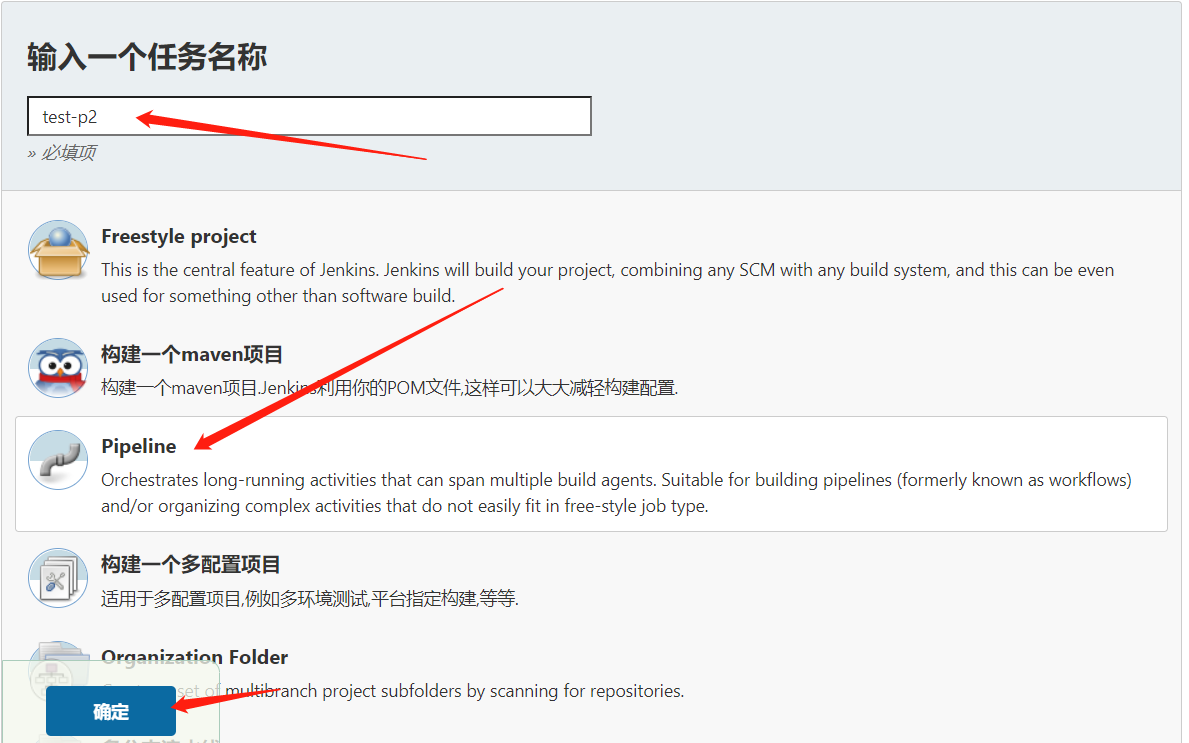 输入一个任务名称
test-p2
» 必填项
Freestyle project
This is the central feature of Jenkins. Jenkins will build your project, combining any SCM with any build system, and this can be even
used for something other than software build.
构建一个maven项目
构建一个maven项目.Jenkins利用你的POM文件,这样可以大大减轻构建配置.
Pipeline
Orchestrates long-running activities that can span multiple build agents. Suitable for building pipelines (formerly known as workflows)
and/or organizing complex activities that do not easily fit in free-style job type.
构建一个多配置项目
适用于多配置项目,例如多环境测试,平台指定构建,等等.
Organization Folder
set of multibranch project subfolders by scanning for repositories.
确定